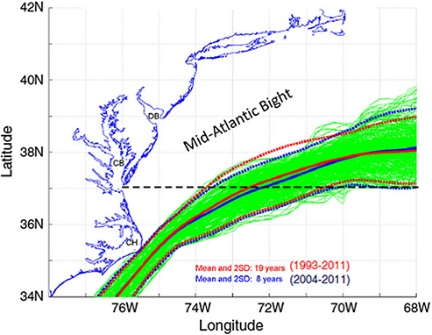 42N
40N
38N
36N
34N
Latitude
Mid-Atlantic Bight
DB
CB
CH
Mean and 2SD: 19 years (1993-2011)
Mean and 2SD: 8 years (2004-2011)
76W 74W 72W 70W 68W
Longitude